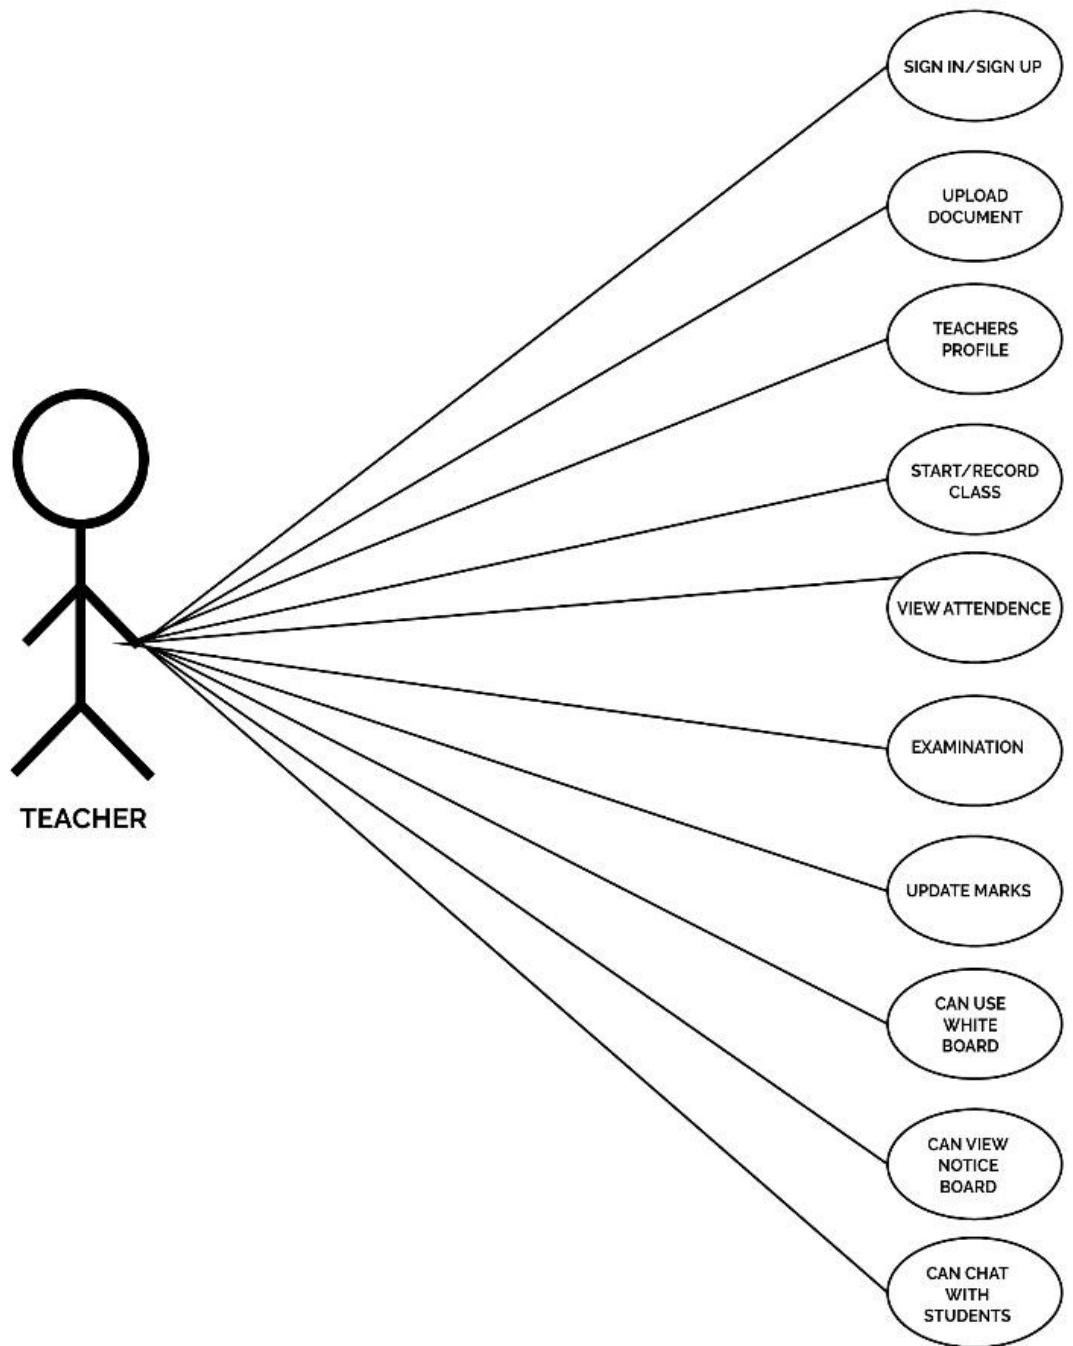 SIGN IN/SIGN UP
UPLOAD
DOCUMENT
TEACHERS
PROFILE
START/RECORD
CLASS
VIEW ATTENDENCE
EXAMINATION
TEACHER
UPDATE MARKS
CAN USE
WHITE
BOARD
CAN VIEW
NOTICE
BOARD
CAN CHAT
WITH
STUDENTS